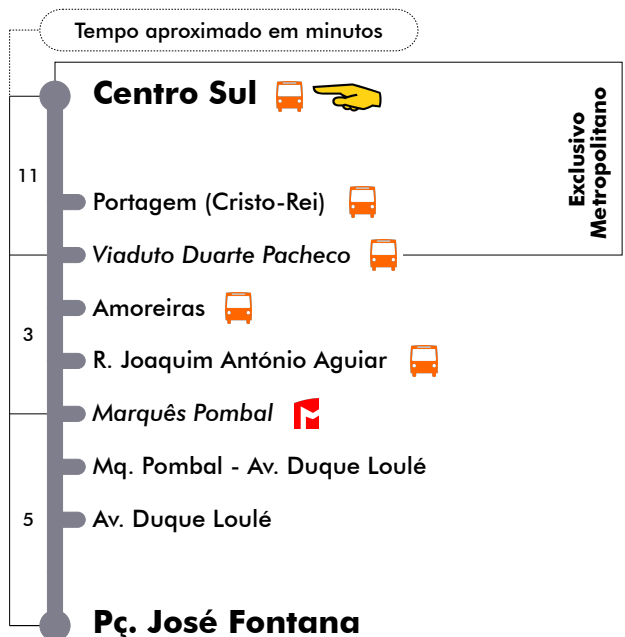 Tempo aproximado em minutos
Centro Sul
Exclusivo
Metropolitano
11
Portagem (Cristo-Rei)
Viaduto Duarte Pacheco
Amoreiras
3
R. Joaquim António Aguiar
Marquês Pombal
Mq. Pombal - Av. Duque Loulé
5
Av. Duque Loulé
Pç. José Fontana